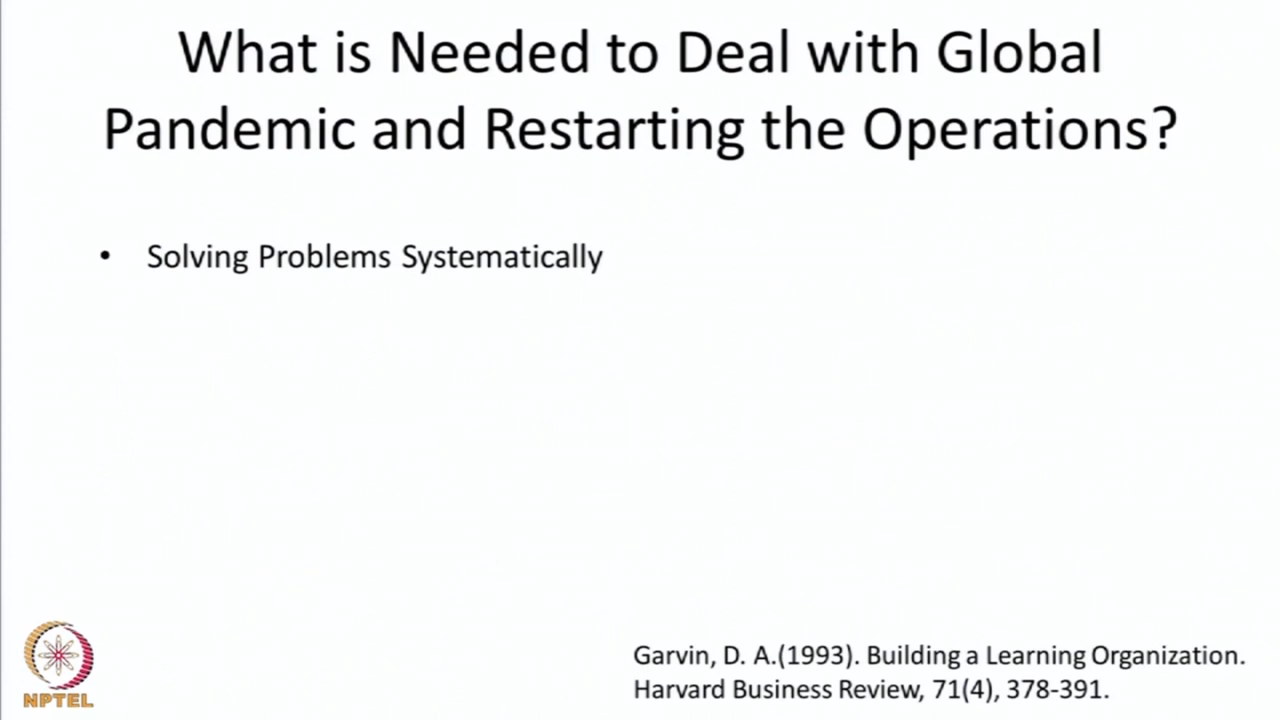 What is Needed to Deal with Global
Pandemic and Restarting the Operations?
• Solving Problems Systematically
Garvin, D. A.(1993). Building a Learning Organization.
Harvard Business Review, 71(4), 378-391.
NPTEL